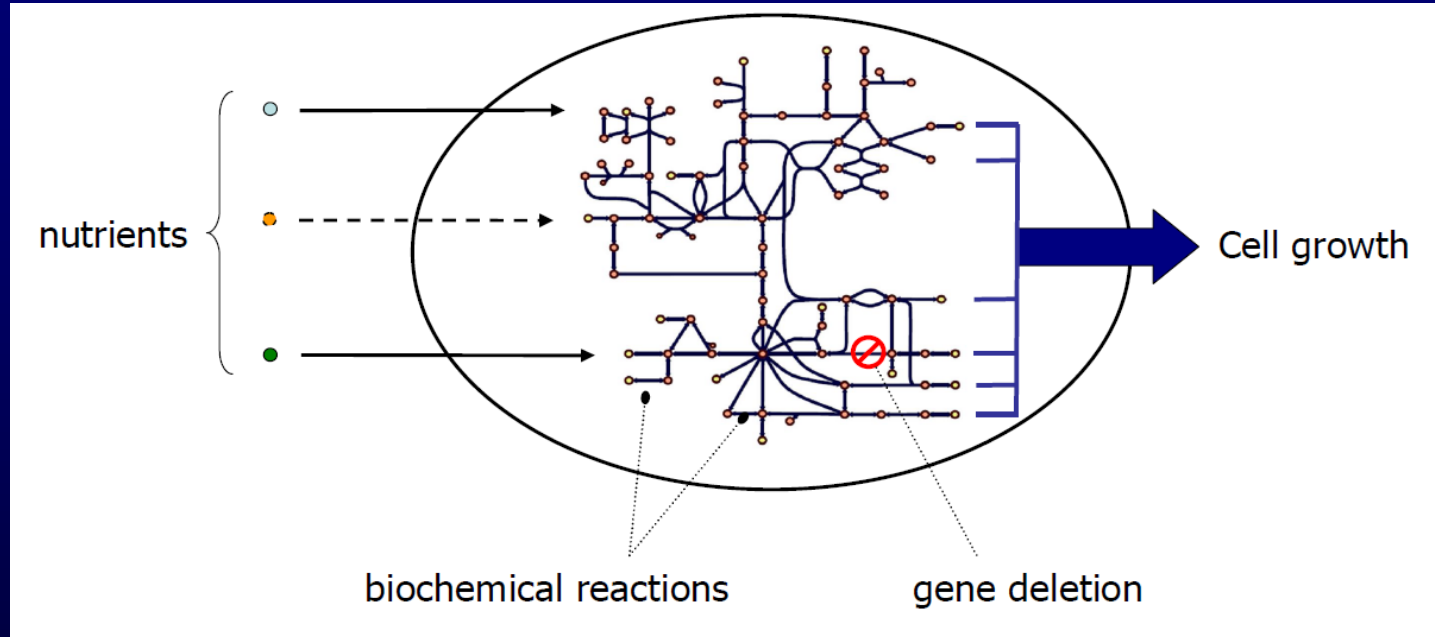 nutrients
Cell growth
biochemical reactions
gene deletion